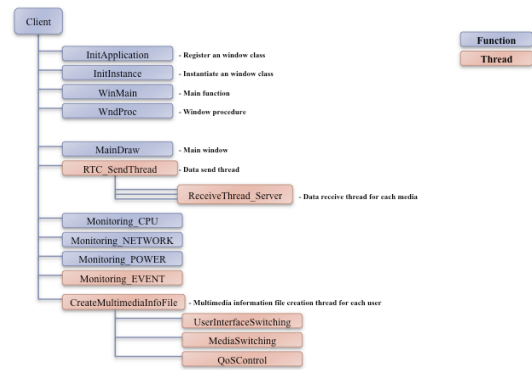 Client
Function
Thread
InitApplication - Register an window class
InitInstance - Instantiate an window class
WinMain - Main function
WndProc - Window procedure
MainDraw - Main window
RTC_SendThread - Data send thread
ReceiveThread_Server - Data receive thread for each media
Monitoring_CPU
Monitoring_NETWORK
Monitoring_POWER
Monitoring_EVENT
CreateMultimediaInfoFile - Multimedia information file creation thread for each user
UserInterfaceSwitching
MediaSwitching
QoSControl